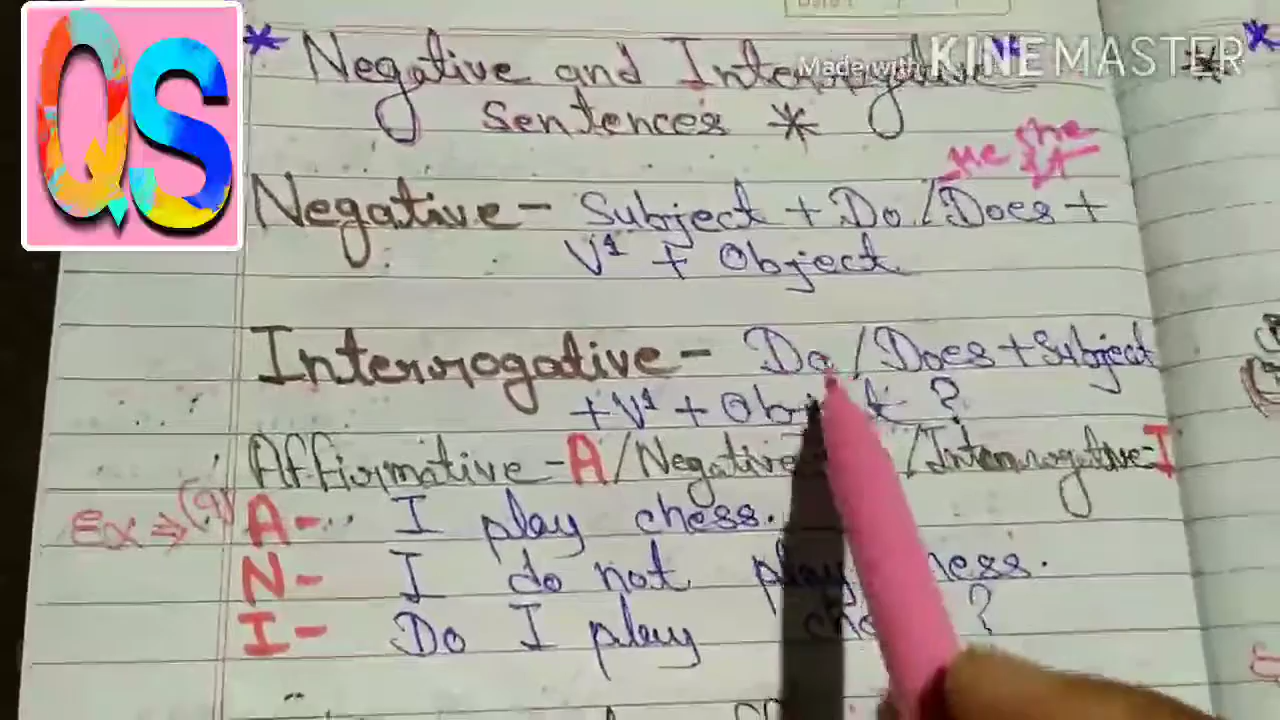 QS
Made with KINEMASTER
* Negative and Interrogative *
Sentences *
He She
It
Negative - Subject + Do/Does +
V1 + Object.
Interrogative - Do/Does + Subject
+ V1 + Object ?
Affirmative - A/Negative /Interrogative - I
Ex ⇒ (a) A - I play chess.
N - I do not play chess.
I - Do I play chess ?